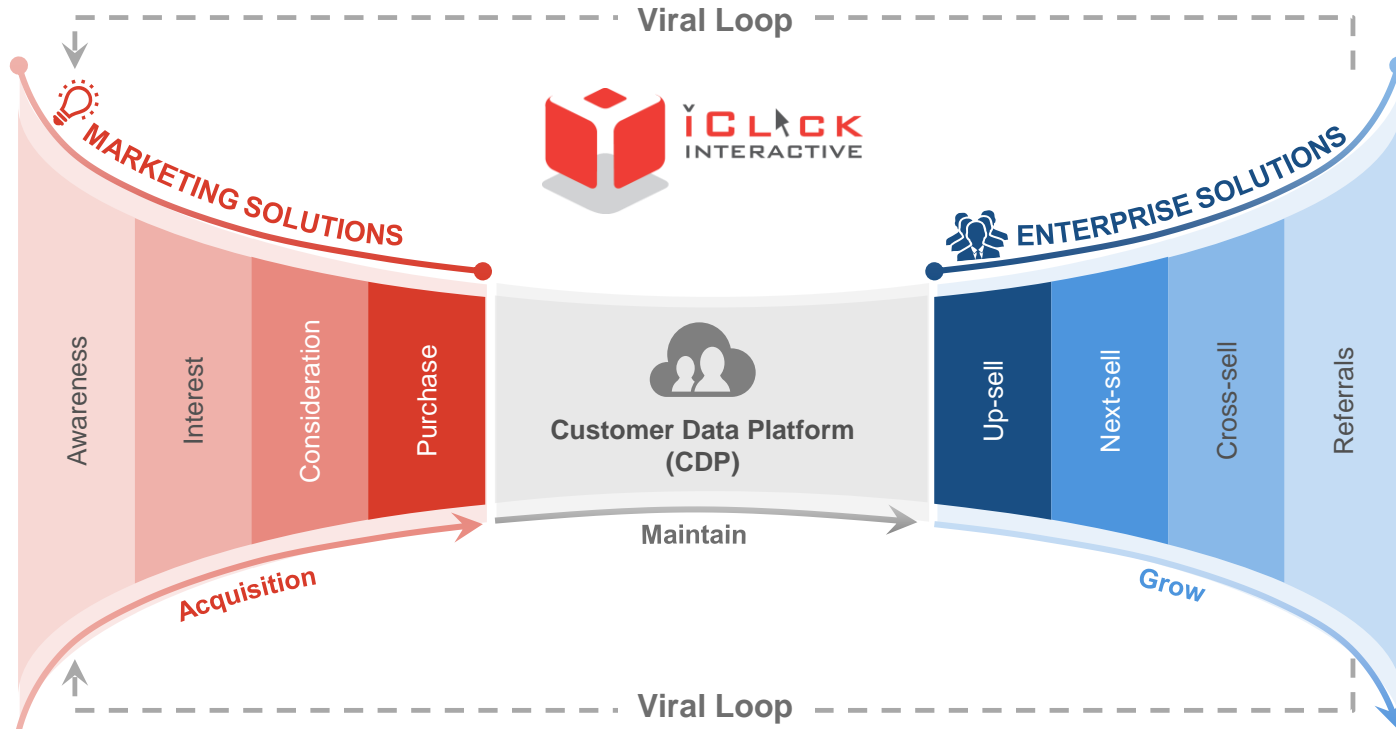 Viral Loop
iCLICK
INTERACTIVE
MARKETING SOLUTIONS
ENTERPRISE SOLUTIONS
Awareness
Interest
Consideration
Purchase
Customer Data Platform
(CDP)
Up-sell
Next-sell
Cross-sell
Referrals
Maintain
Acquisition
Grow
Viral Loop